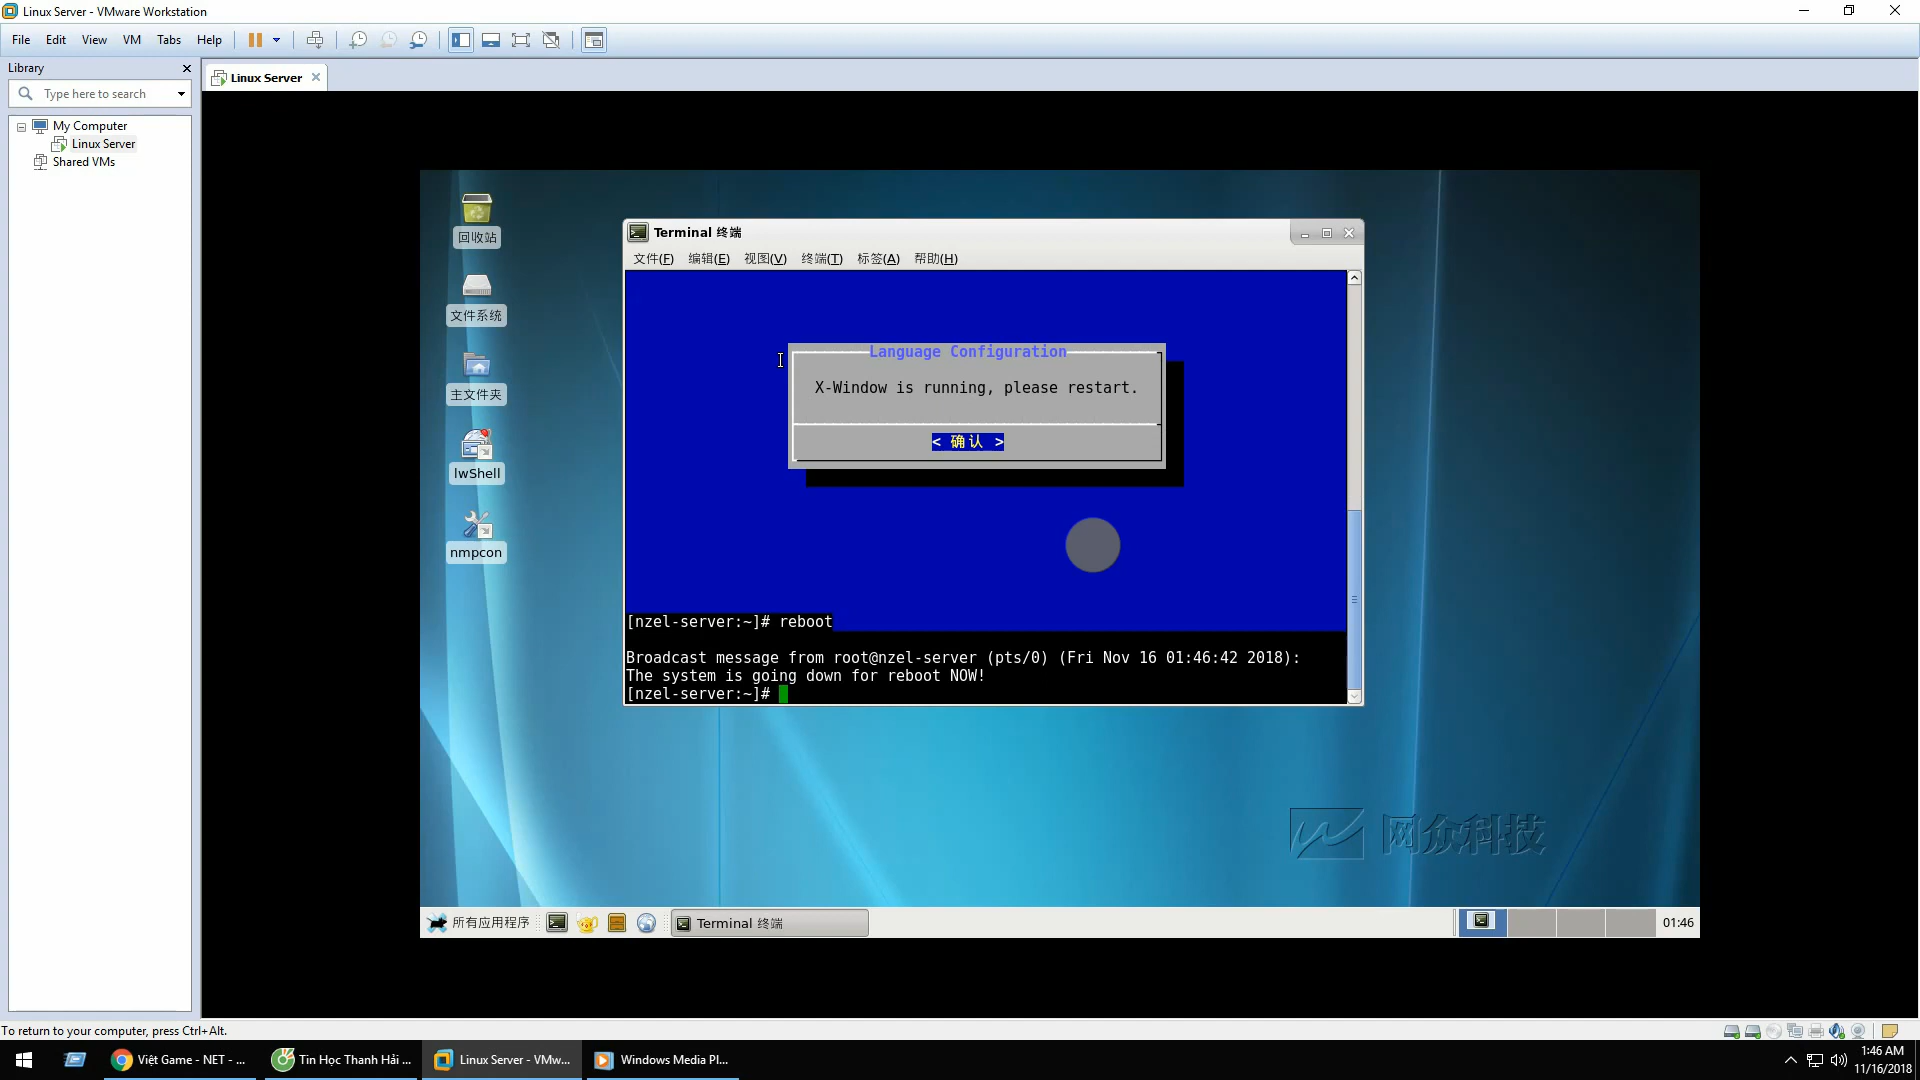 Linux Server - VMware Workstation
File Edit View VM Tabs Help
Library
Type here to search
My Computer
Linux Server
Shared VMs
Linux Server
回收站
文件系统
主文件夹
lwShell
nmpcon
Terminal 终端
文件(F) 编辑(E) 视图(V) 终端(T) 标签(A) 帮助(H)
Language Configuration
X-Window is running, please restart.
< 确认 >
[nzel-server:~]# reboot
Broadcast message from root@nzel-server (pts/0) (Fri Nov 16 01:46:42 2018):
The system is going down for reboot NOW!
[nzel-server:~]#
网众科技
所有应用程序
Terminal 终端
01:46
To return to your computer, press Ctrl+Alt.
Việt Game - NET - ...
Tin Học Thanh Hải ...
Linux Server - VMw...
Windows Media Pl...
1:46 AM
11/16/2018